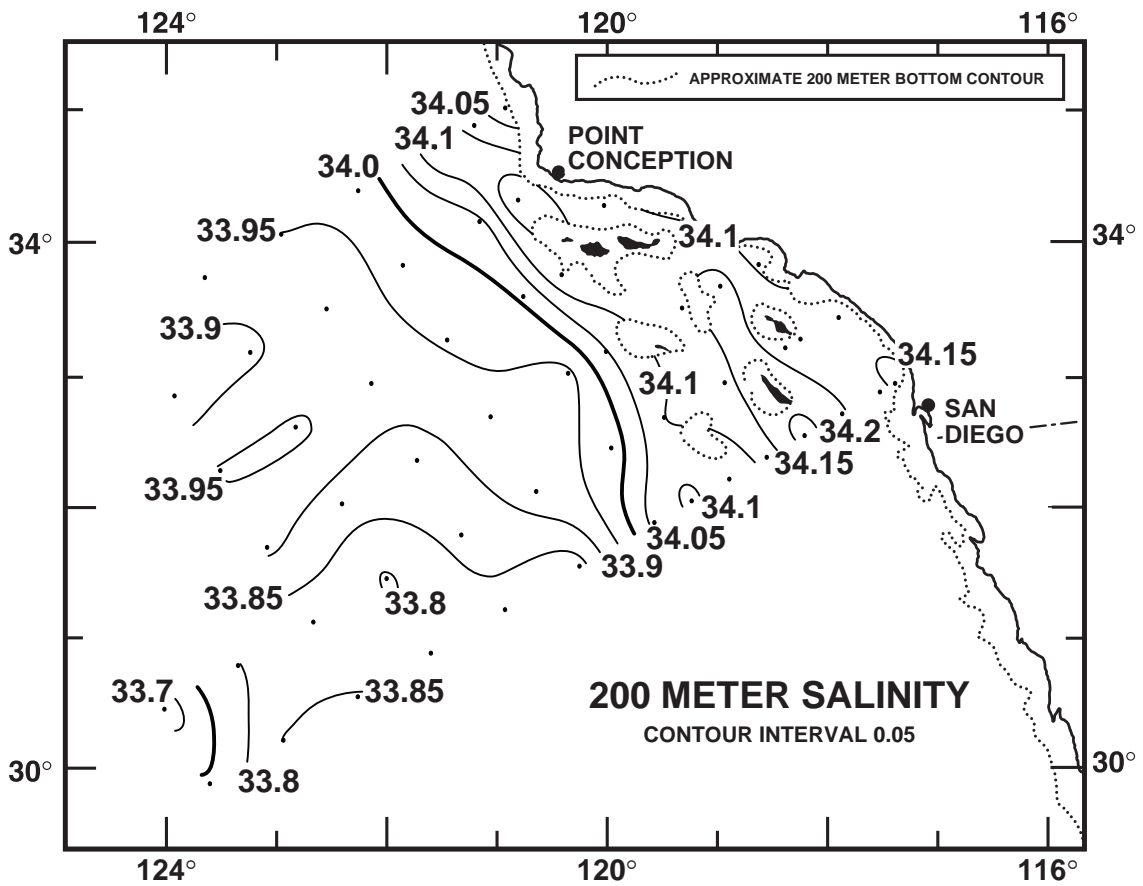 124° 120° 116°
APPROXIMATE 200 METER BOTTOM CONTOUR
34.05
34.1
POINT
CONCEPTION
34.0
33.95
34.1
34° 34°
33.9
34.15
34.1
SAN
DIEGO
34.2
34.15
33.95
34.1
34.05
33.9
33.85
33.8
33.7
33.85
200 METER SALINITY
CONTOUR INTERVAL 0.05
33.8
30° 30°
124° 120° 116°